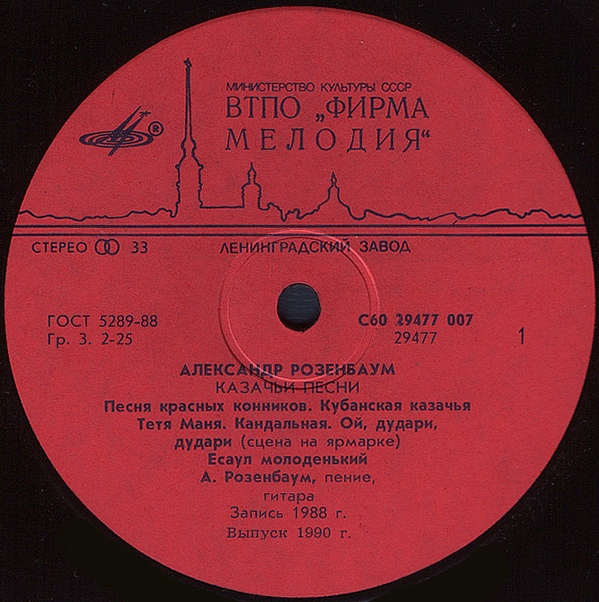 МИНИСТЕРСТВО КУЛЬТУРЫ СССР
ВТПО „ФИРМА
МЕЛОДИЯ“
®
СТЕРЕО 33
ЛЕНИНГРАДСКИЙ ЗАВОД
ГОСТ 5289-88
Гр. 3. 2-25
С60 29477 007
29477
1
АЛЕКСАНДР РОЗЕНБАУМ
КАЗАЧЬИ ПЕСНИ
Песня красных конников. Кубанская казачья
Тетя Маня. Кандальная. Ой, дудари,
дудари (сцена на ярмарке)
Есаул молоденький
А. Розенбаум, пение,
гитара
Запись 1988 г.
Выпуск 1990 г.